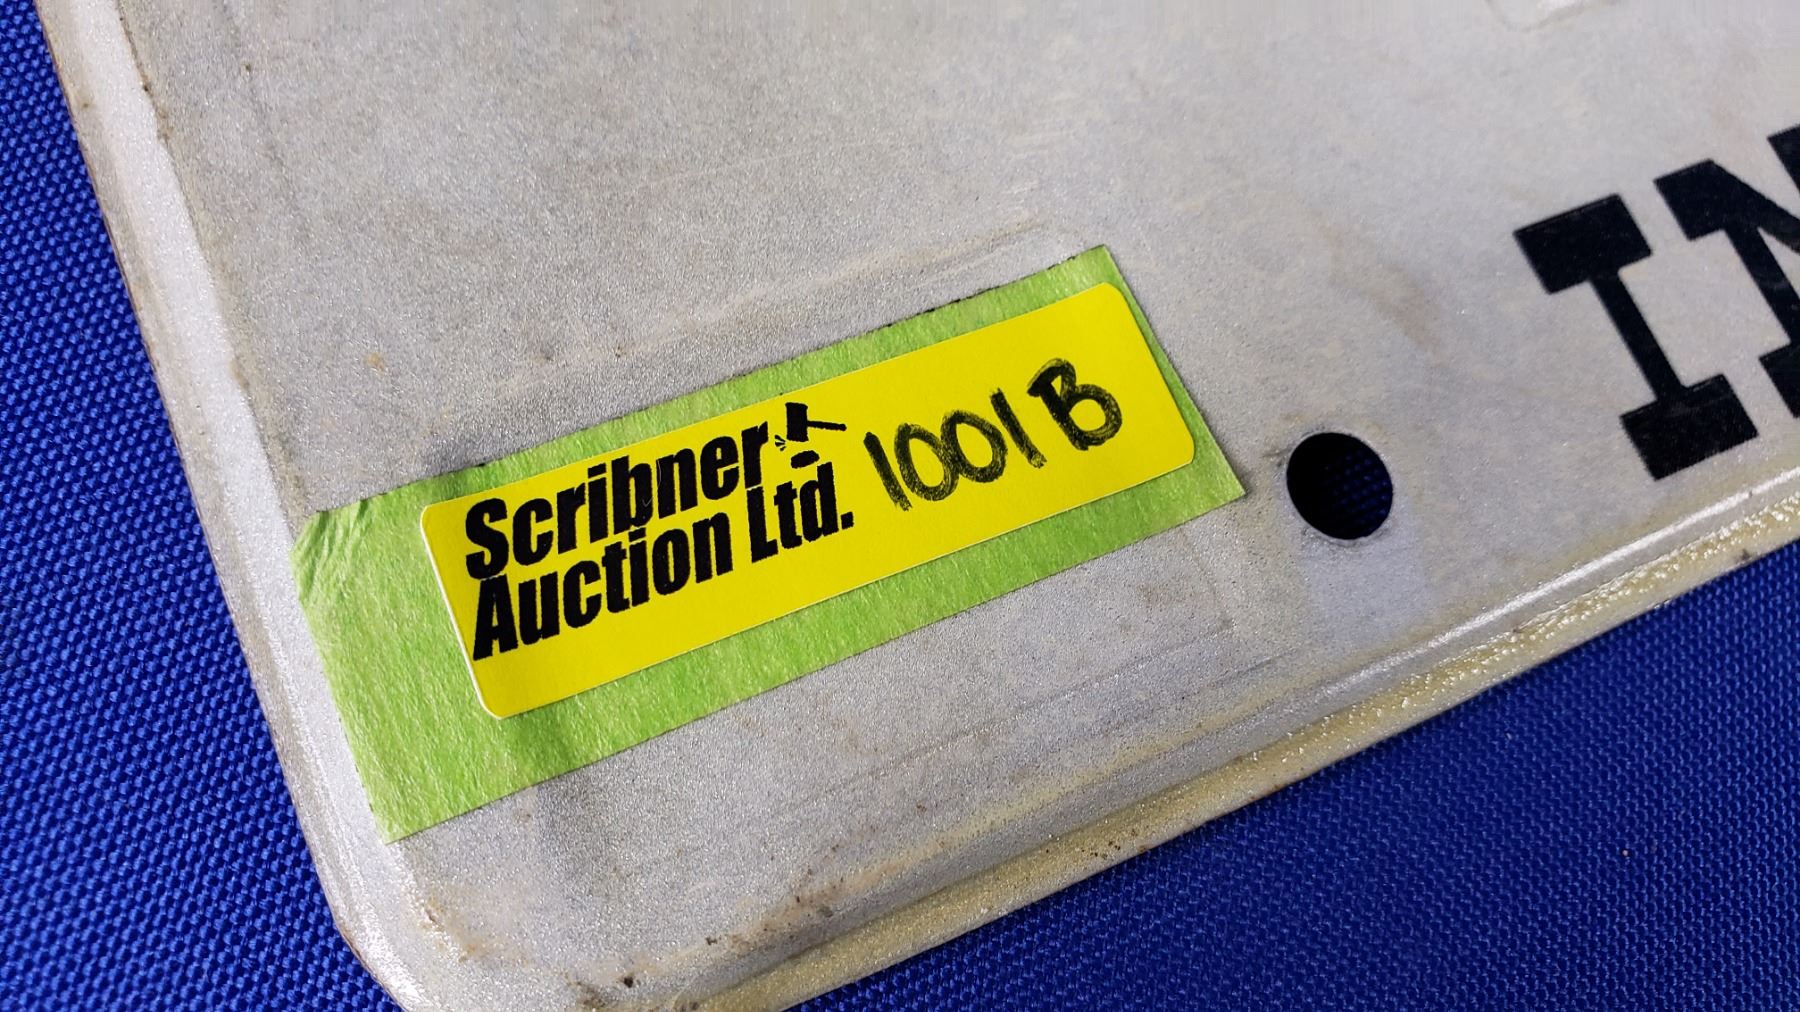 Scribner
Auction Ltd.
1001B
IN